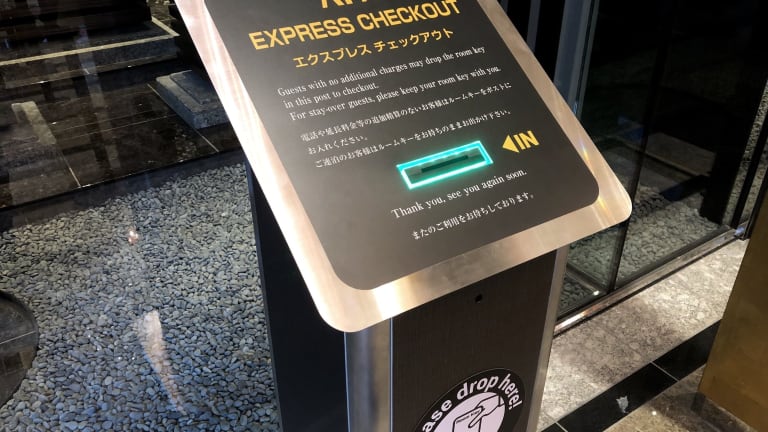 EXPRESS CHECKOUT
エクスプレス チェックアウト
Guests with no additional charges may drop the room key
in this post to checkout.
For stay-over guests, please keep your room key with you.
電話や延長料金等の追加精算のないお客様はルームキーをポストに
お入れください。
ご連泊のお客様はルームキーをお持ちのままお出かけ下さい。
◀IN
Thank you, see you again soon.
またのご利用をお待ちしております。
drop here!